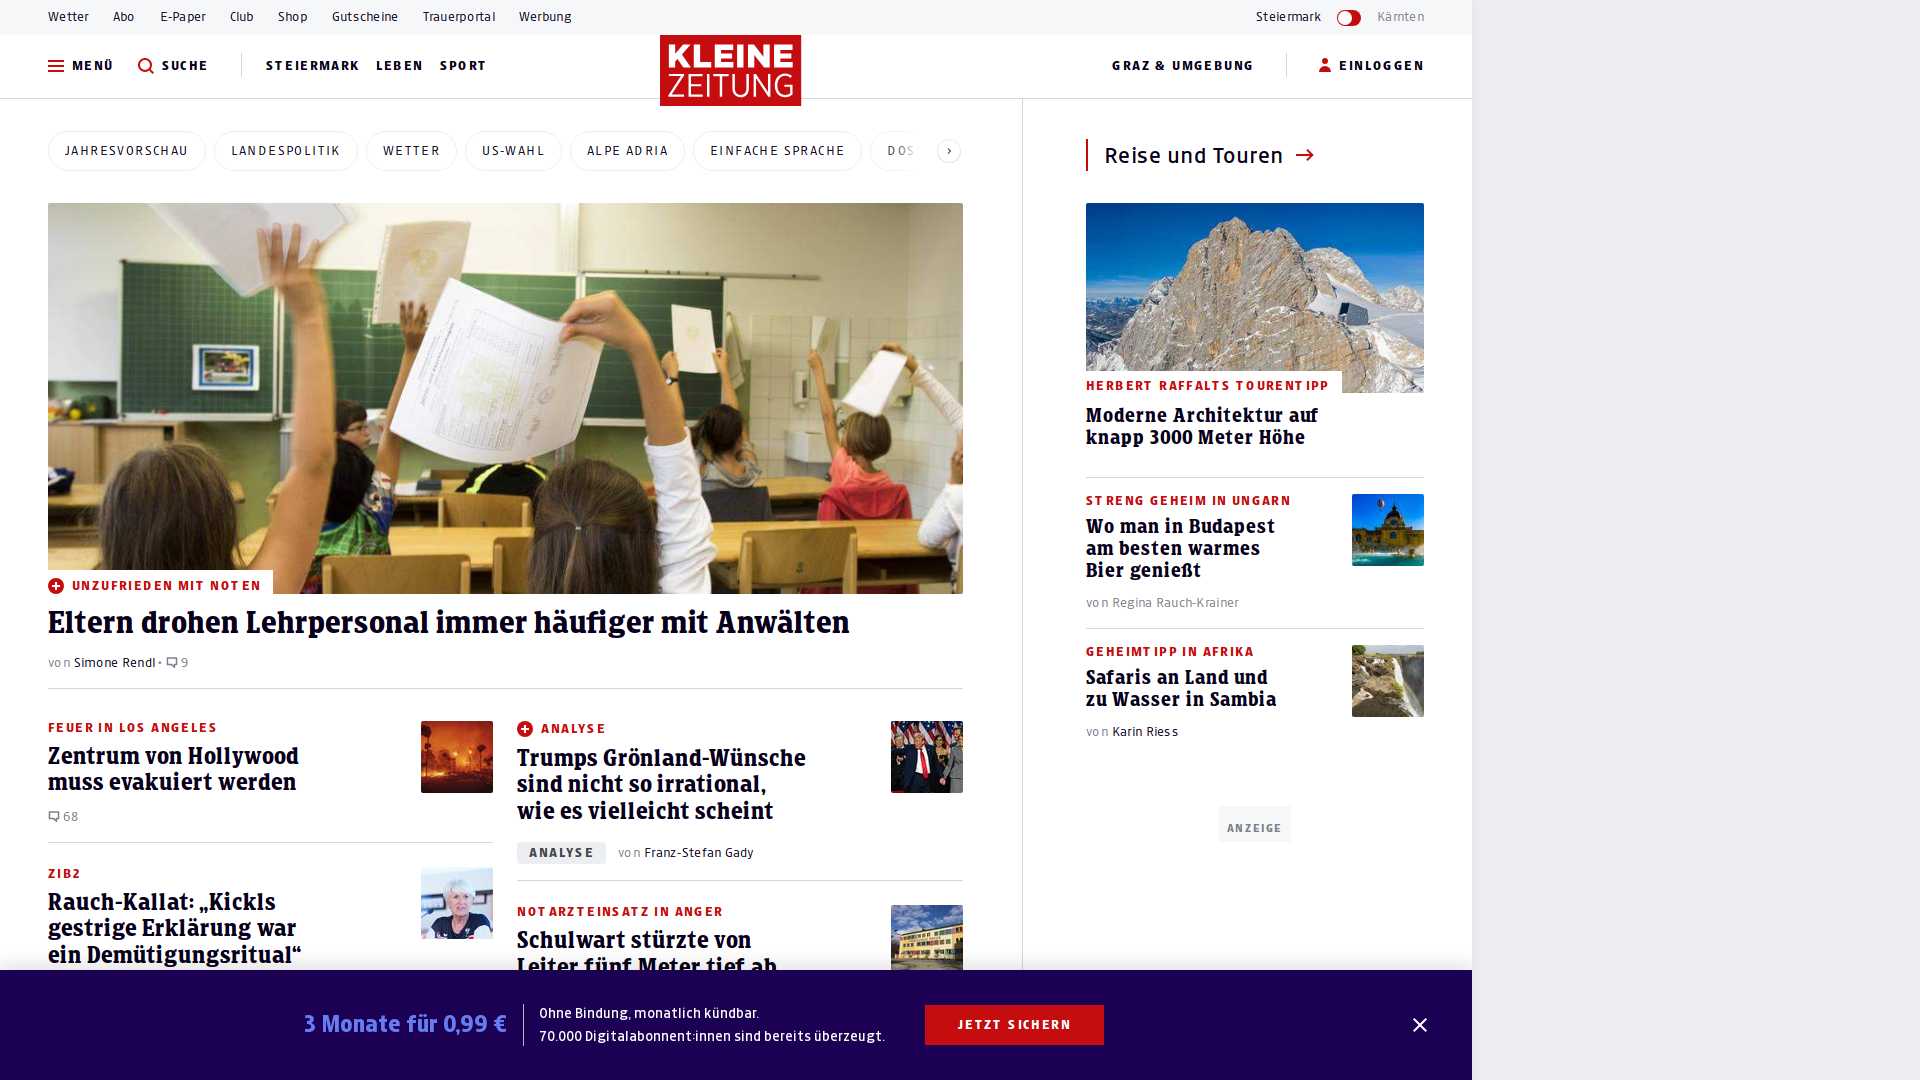 Wetter Abo E-Paper Club Shop Gutscheine Trauerportal Werbung Steiermark Kärnten
MENÜ SUCHE STEIERMARK LEBEN SPORT KLEINE ZEITUNG GRAZ & UMGEBUNG EINLOGGEN
JAHRESVORSCHAU LANDESPOLITIK WETTER US-WAHL ALPE ADRIA EINFACHE SPRACHE DOS
UNZUFRIEDEN MIT NOTEN
Eltern drohen Lehrpersonal immer häufiger mit Anwälten
von Simone Rendl • 9
FEUER IN LOS ANGELES
Zentrum von Hollywood
muss evakuiert werden
68
ZIB2
Rauch-Kallat: „Kickls
gestrige Erklärung war
ein Demütigungsritual“
ANALYSE
Trumps Grönland-Wünsche
sind nicht so irrational,
wie es vielleicht scheint
ANALYSE von Franz-Stefan Gady
NOTARZTEINSATZ IN ANGER
Schulwart stürzte von
Leiter fünf Meter tief ab
Reise und Touren
HERBERT RAFFALTS TOURENTIPP
Moderne Architektur auf
knapp 3000 Meter Höhe
STRENG GEHEIM IN UNGARN
Wo man in Budapest
am besten warmes
Bier genießt
von Regina Rauch-Krainer
GEHEIMTIPP IN AFRIKA
Safaris an Land und
zu Wasser in Sambia
von Karin Riess
ANZEIGE
3 Monate für 0,99 €
Ohne Bindung, monatlich kündbar.
70.000 Digitalabonnent:innen sind bereits überzeugt.
JETZT SICHERN